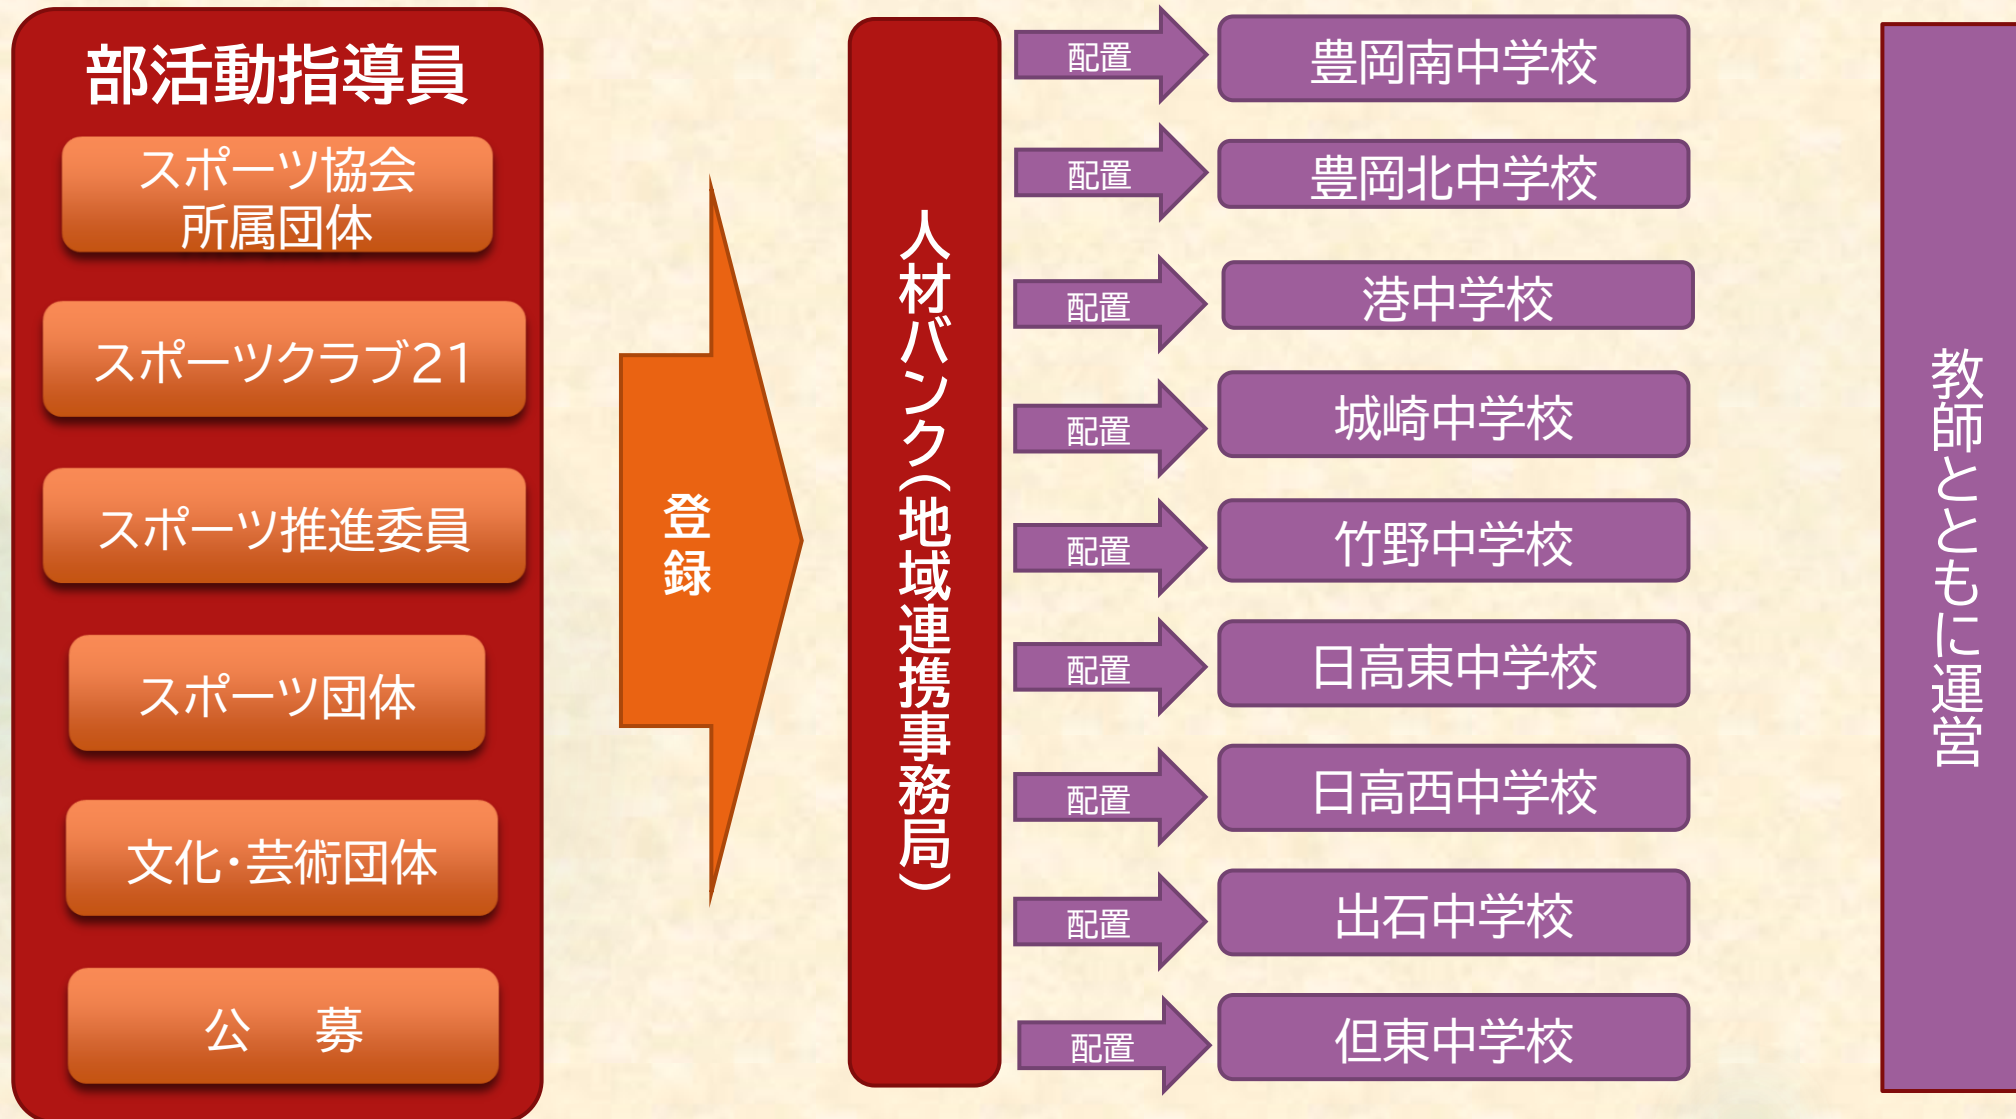 部活動指導員
スポーツ協会
所属団体
スポーツクラブ21
スポーツ推進委員
スポーツ団体
文化・芸術団体
公　募
登
録
人材バンク（地域連携事務局）
配置
豊岡南中学校
配置
豊岡北中学校
配置
港中学校
配置
城崎中学校
配置
竹野中学校
配置
日高東中学校
配置
日高西中学校
配置
出石中学校
配置
但東中学校
教師とともに運営